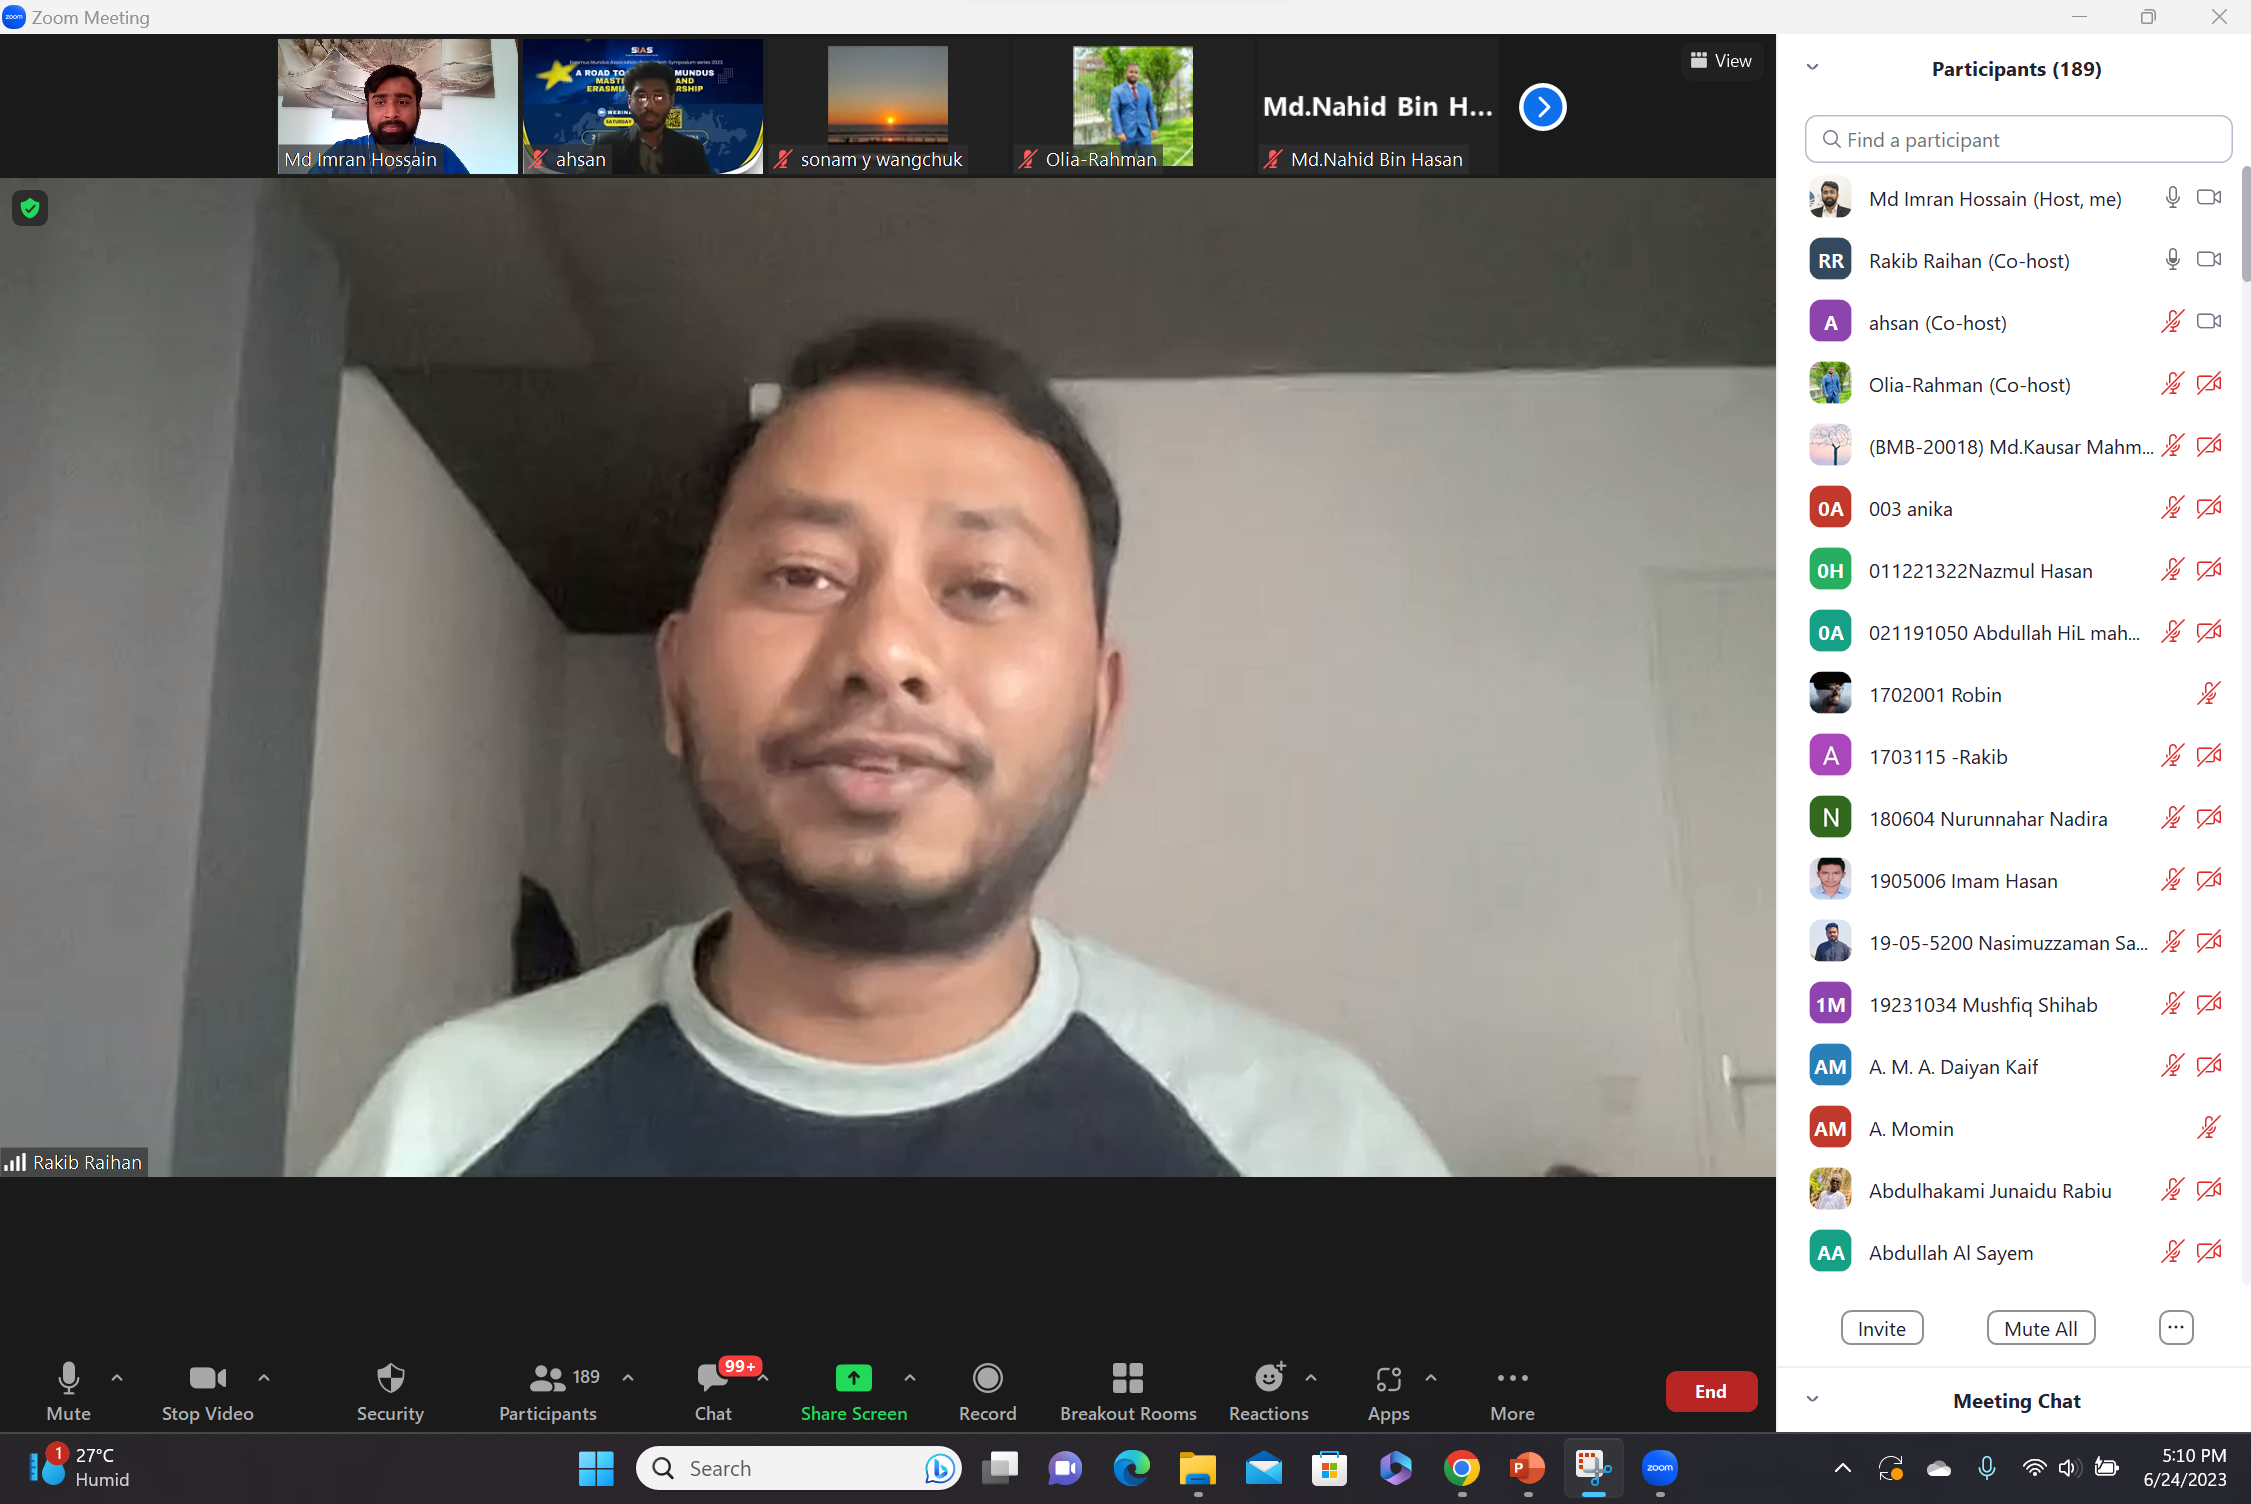 zoom Zoom Meeting
Md Imran Hossain
SIAS
A ROAD TO MUNDUS
AND
ahsan
sonam y wangchuk
Olia-Rahman
Md.Nahid Bin H...
Md.Nahid Bin Hasan
View
Rakib Raihan
Participants (189)
Find a participant
Md Imran Hossain (Host, me)
RR Rakib Raihan (Co-host)
A ahsan (Co-host)
Olia-Rahman (Co-host)
(BMB-20018) Md.Kausar Mahm...
0A 003 anika
0H 011221322Nazmul Hasan
0A 021191050 Abdullah HiL mah...
1702001 Robin
A 1703115 -Rakib
N 180604 Nurunnahar Nadira
1905006 Imam Hasan
19-05-5200 Nasimuzzaman Sa...
1M 19231034 Mushfiq Shihab
AM A. M. A. Daiyan Kaif
AM A. Momin
Abdulhakami Junaidu Rabiu
AA Abdullah Al Sayem
Invite Mute All ...
Meeting Chat
189 99+
Mute Stop Video Security Participants Chat Share Screen Record Breakout Rooms Reactions Apps More End
1 27°C
Humid
Search
zoom
5:10 PM
6/24/2023